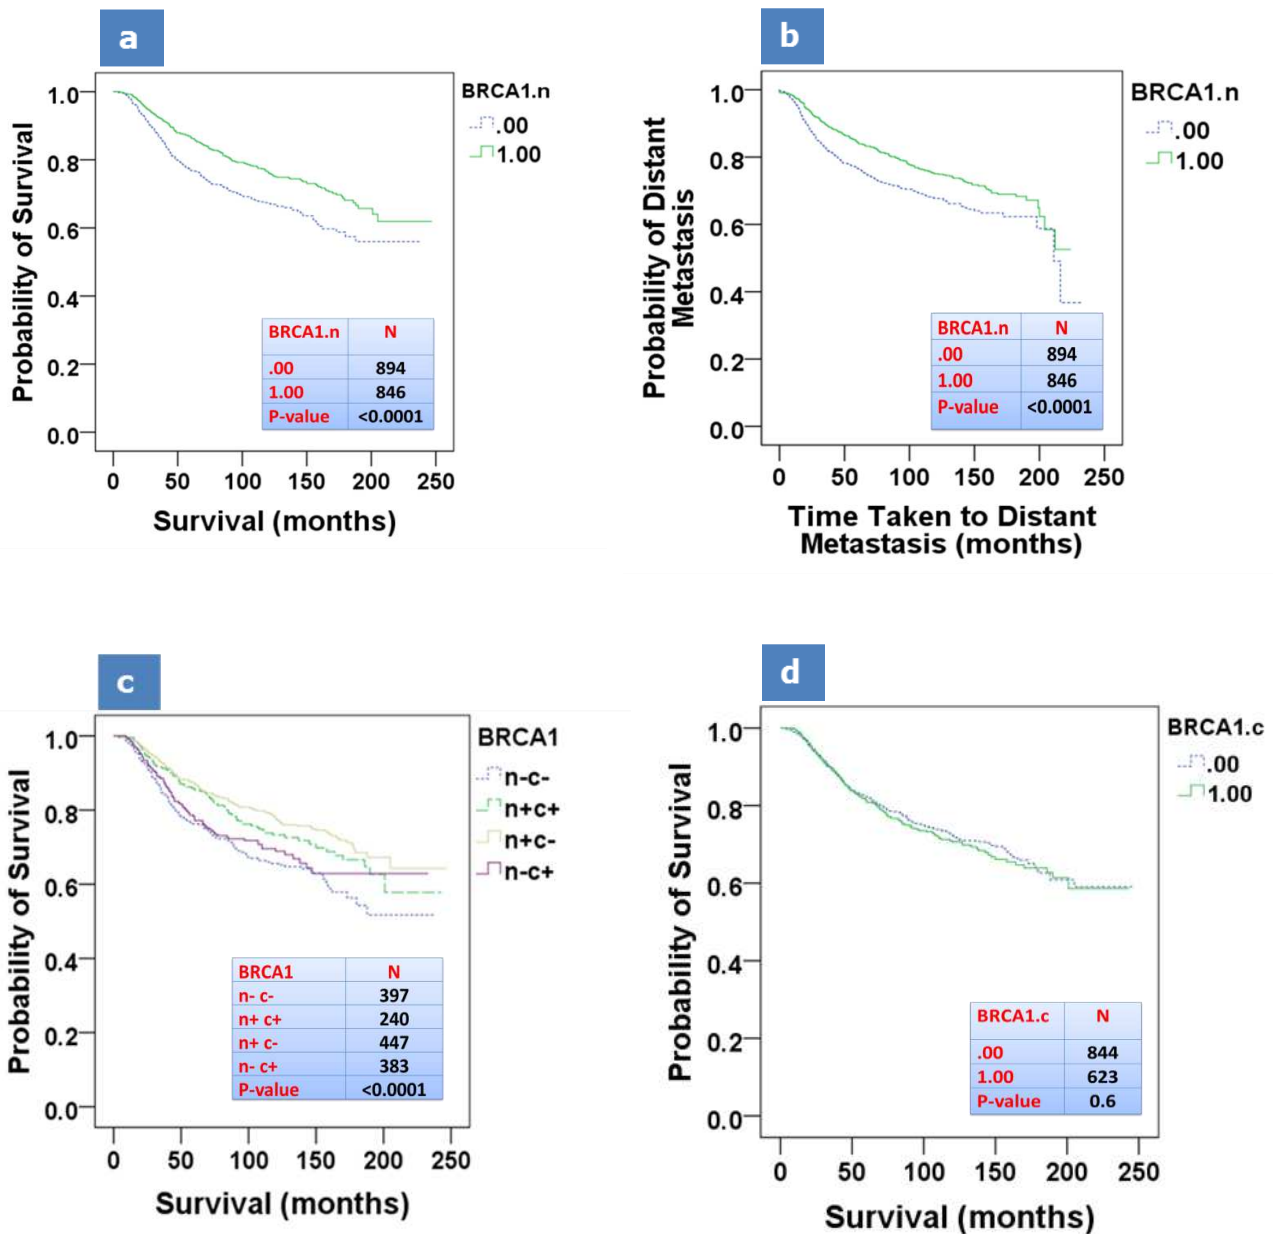 a
Probability of Survival
1.0
0.8
0.6
0.4
0.2
0.0
0 50 100 150 200 250
Survival (months)
BRCA1.n
.00
1.00
BRCA1.n N
.00 894
1.00 846
P-value <0.0001
b
Probability of Distant
Metastasis
1.0
0.8
0.6
0.4
0.2
0.0
0 50 100 150 200 250
Time Taken to Distant
Metastasis (months)
BRCA1.n
.00
1.00
BRCA1.n N
.00 894
1.00 846
P-value <0.0001
c
Probability of Survival
1.0
0.8
0.6
0.4
0.2
0.0
0 50 100 150 200 250
Survival (months)
BRCA1
n-c-
n+c+
n+c-
n-c+
BRCA1 N
n- c- 397
n+ c+ 240
n+ c- 447
n- c+ 383
P-value <0.0001
d
Probability of Survival
1.0
0.8
0.6
0.4
0.2
0.0
0 50 100 150 200 250
Survival (months)
BRCA1.c
.00
1.00
BRCA1.c N
.00 844
1.00 623
P-value 0.6